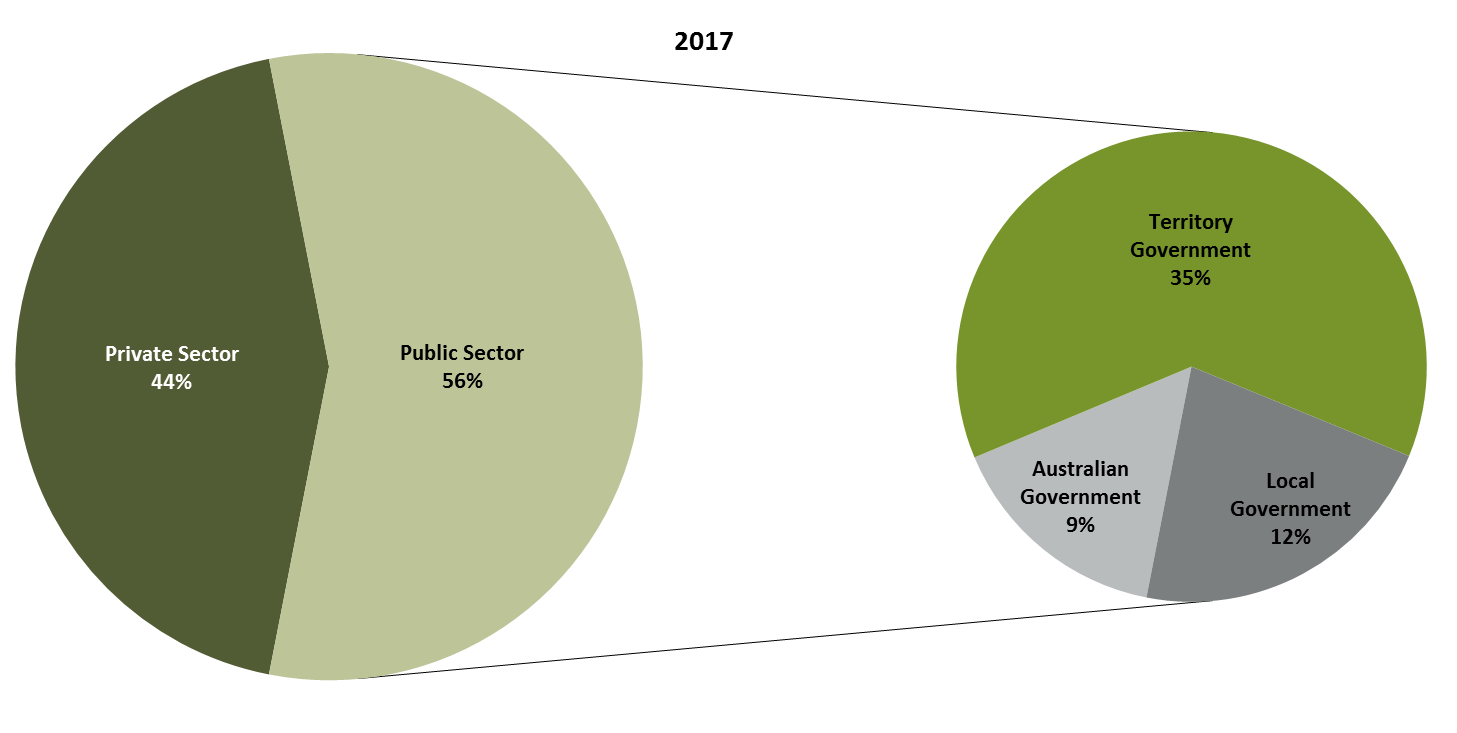 2017
Private Sector
44%
Public Sector
56%
Territory
Government
35%
Australian
Government
9%
Local
Government
12%